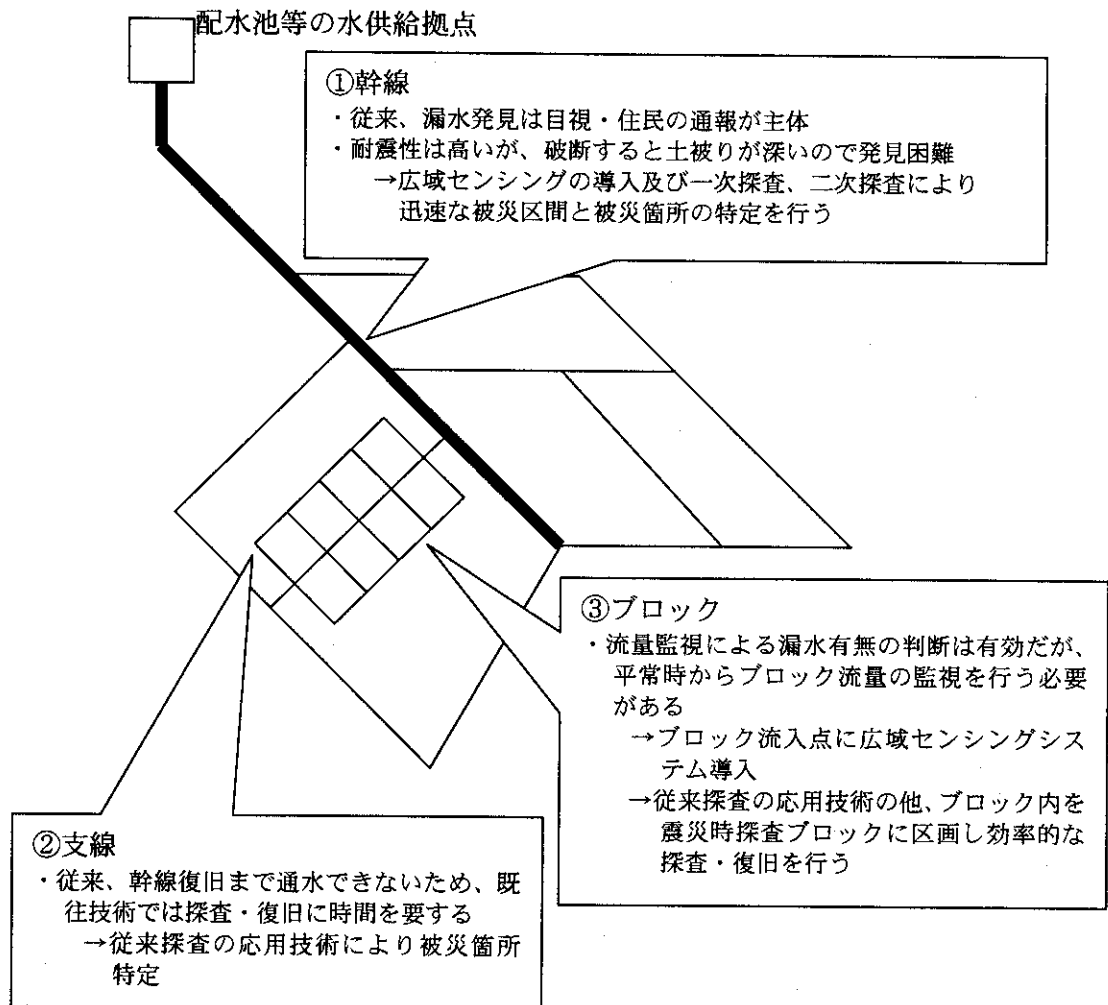 配水池等の水供給拠点
①幹線
・従来、漏水発見は目視・住民の通報が主体
・耐震性は高いが、破断すると土被りが深いので発見困難
→広域センシングの導入及び一次探査、二次探査により
迅速な被災区間と被災箇所の特定を行う
③ブロック
・流量監視による漏水有無の判断は有効だが、
平常時からブロック流量の監視を行う必要
がある
→ブロック流入点に広域センシングシス
テム導入
→従来探査の応用技術の他、ブロック内を
震災時探査ブロックに区画し効率的な
探査・復旧を行う
②支線
・従来、幹線復旧まで通水できないため、既
往技術では探査・復旧に時間を要する
→従来探査の応用技術により被災箇所
特定